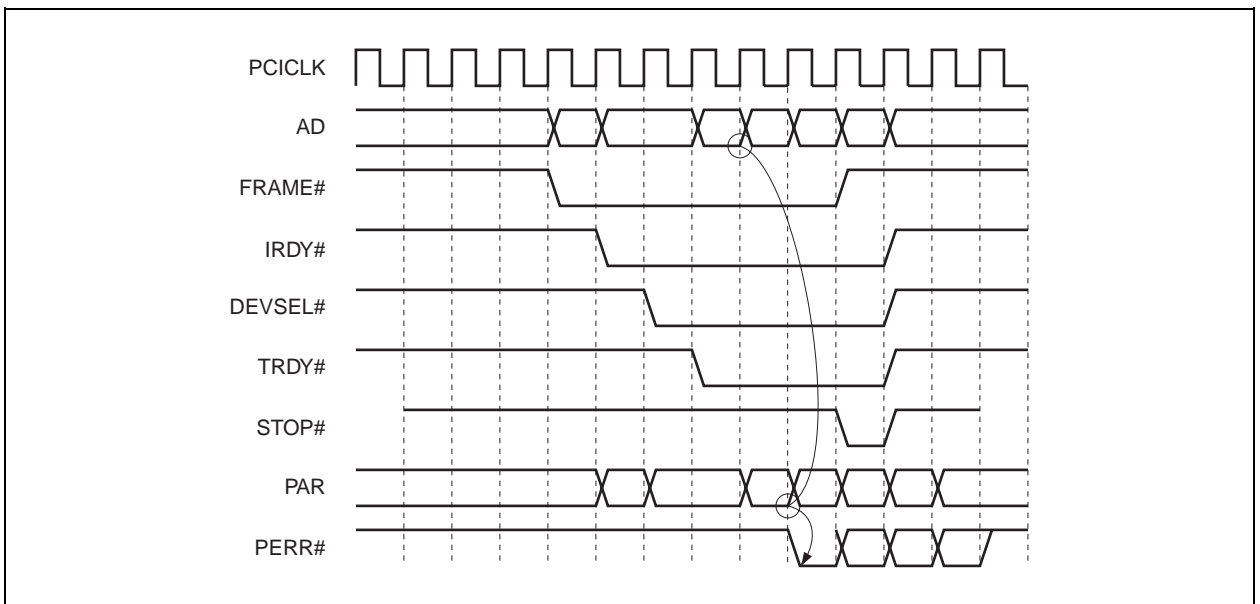 PCICLK
AD
FRAME#
IRDY#
DEVSEL#
TRDY#
STOP#
PAR
PERR#